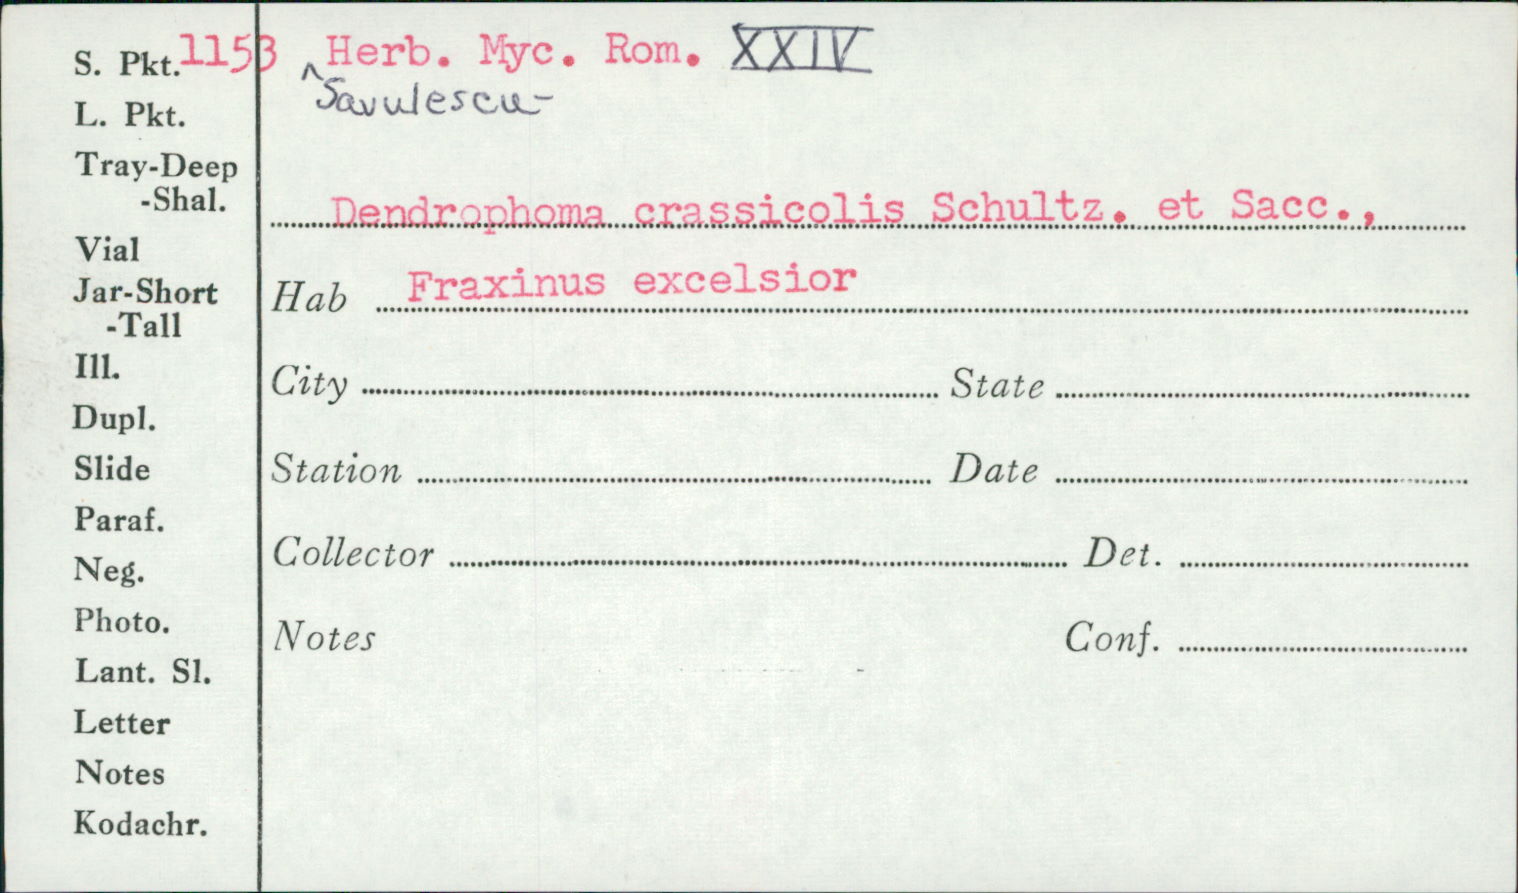 S. Pkt. 1153 Herb. Myc. Rom. XXIV
^Savulescu-
L. Pkt.
Tray-Deep
-Shal.
Dendrophoma crassicolis Schultz. et Sacc.,
Vial
Jar-Short
-Tall
Hab Fraxinus excelsior
Ill.
City State
Dupl.
Slide
Station Date
Paraf.
Neg.
Collector Det.
Photo.
Notes Conf.
Lant. Sl.
Letter
Notes
Kodachr.